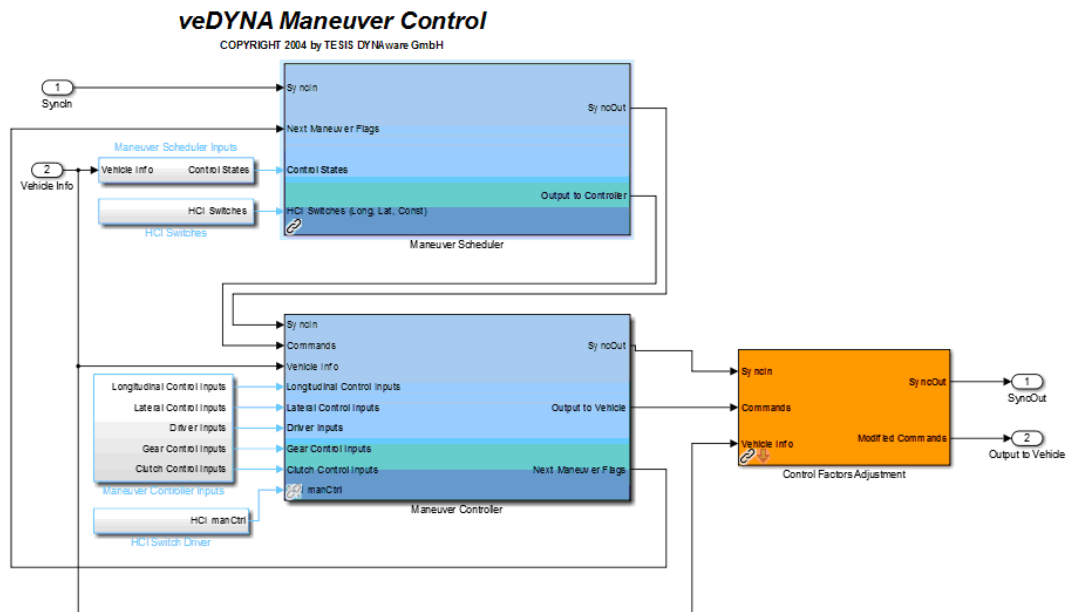 veDYNA Maneuver Control
COPYRIGHT 2004 by TESIS DYNAware GmbH
1
SyncIn
SyncIn
SyncOut
Next Maneuver Flags
Maneuver Scheduler Inputs
2
Vehicle Info
Vehicle Info
Control States
Control States
Output to Controller
HCI Switches
HCI Switches (Long, Lat, Const)
HCI Switches
Maneuver Scheduler
SyncIn
Commands
SyncOut
Vehicle Info
Longitudinal Control Inputs
Longitudinal Control Inputs
Lateral Control Inputs
Lateral Control Inputs
Output to Vehicle
Driver Inputs
Driver Inputs
Gear Control Inputs
Gear Control Inputs
Clutch Control Inputs
Clutch Control Inputs
Next Maneuver Flags
Maneuver Controller Inputs
manCtrl
Maneuver Controller
HCI manCtrl
HCI Switch Driver
SyncIn
SyncOut
1
SyncOut
Commands
Vehicle Info
Modified Commands
2
Output to Vehicle
Control Factors Adjustment